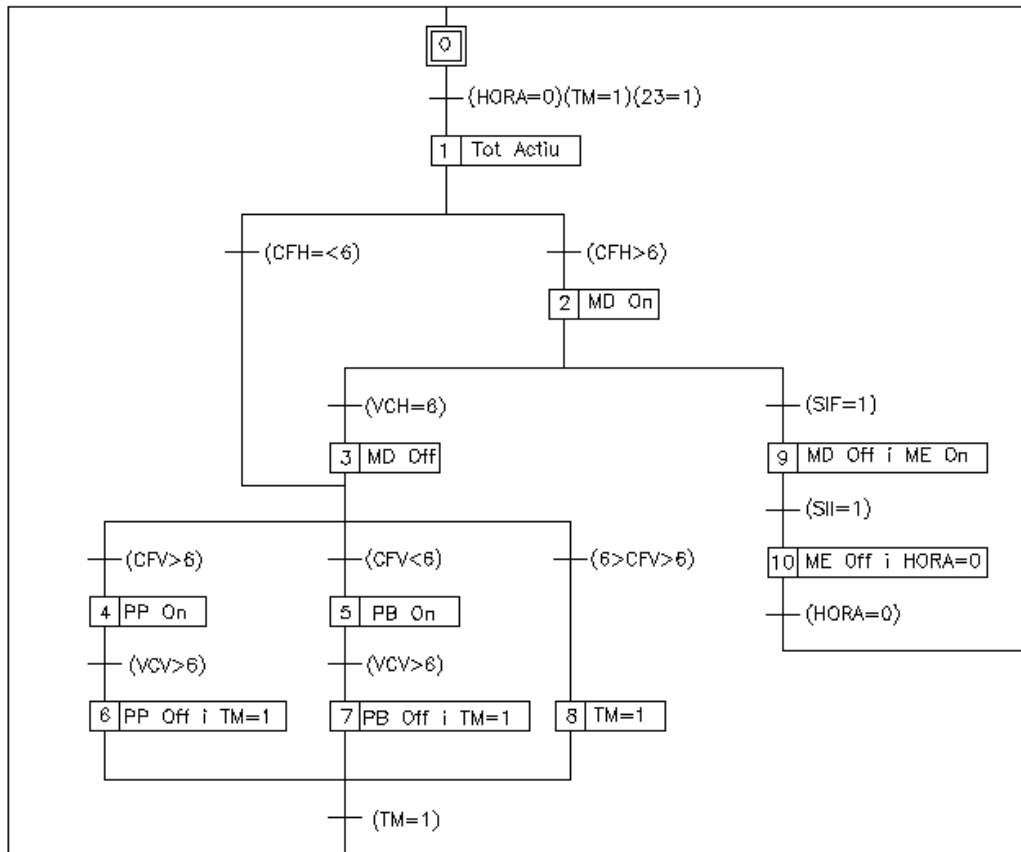 0
(HORA=0)(TM=1)(23=1)
1 Tot Actiu
(CFH=<6) (CFH>6)
2 MD On
(VCH=6) (SIF=1)
3 MD Off 9 MD Off i ME On
(SII=1)
(CFV>6) (CFV<6) (6>CFV>6) 10 ME Off i HORA=0
4 PP On 5 PB On (HORA=0)
(VCV>6) (VCV>6)
6 PP Off i TM=1 7 PB Off i TM=1 8 TM=1
(TM=1)